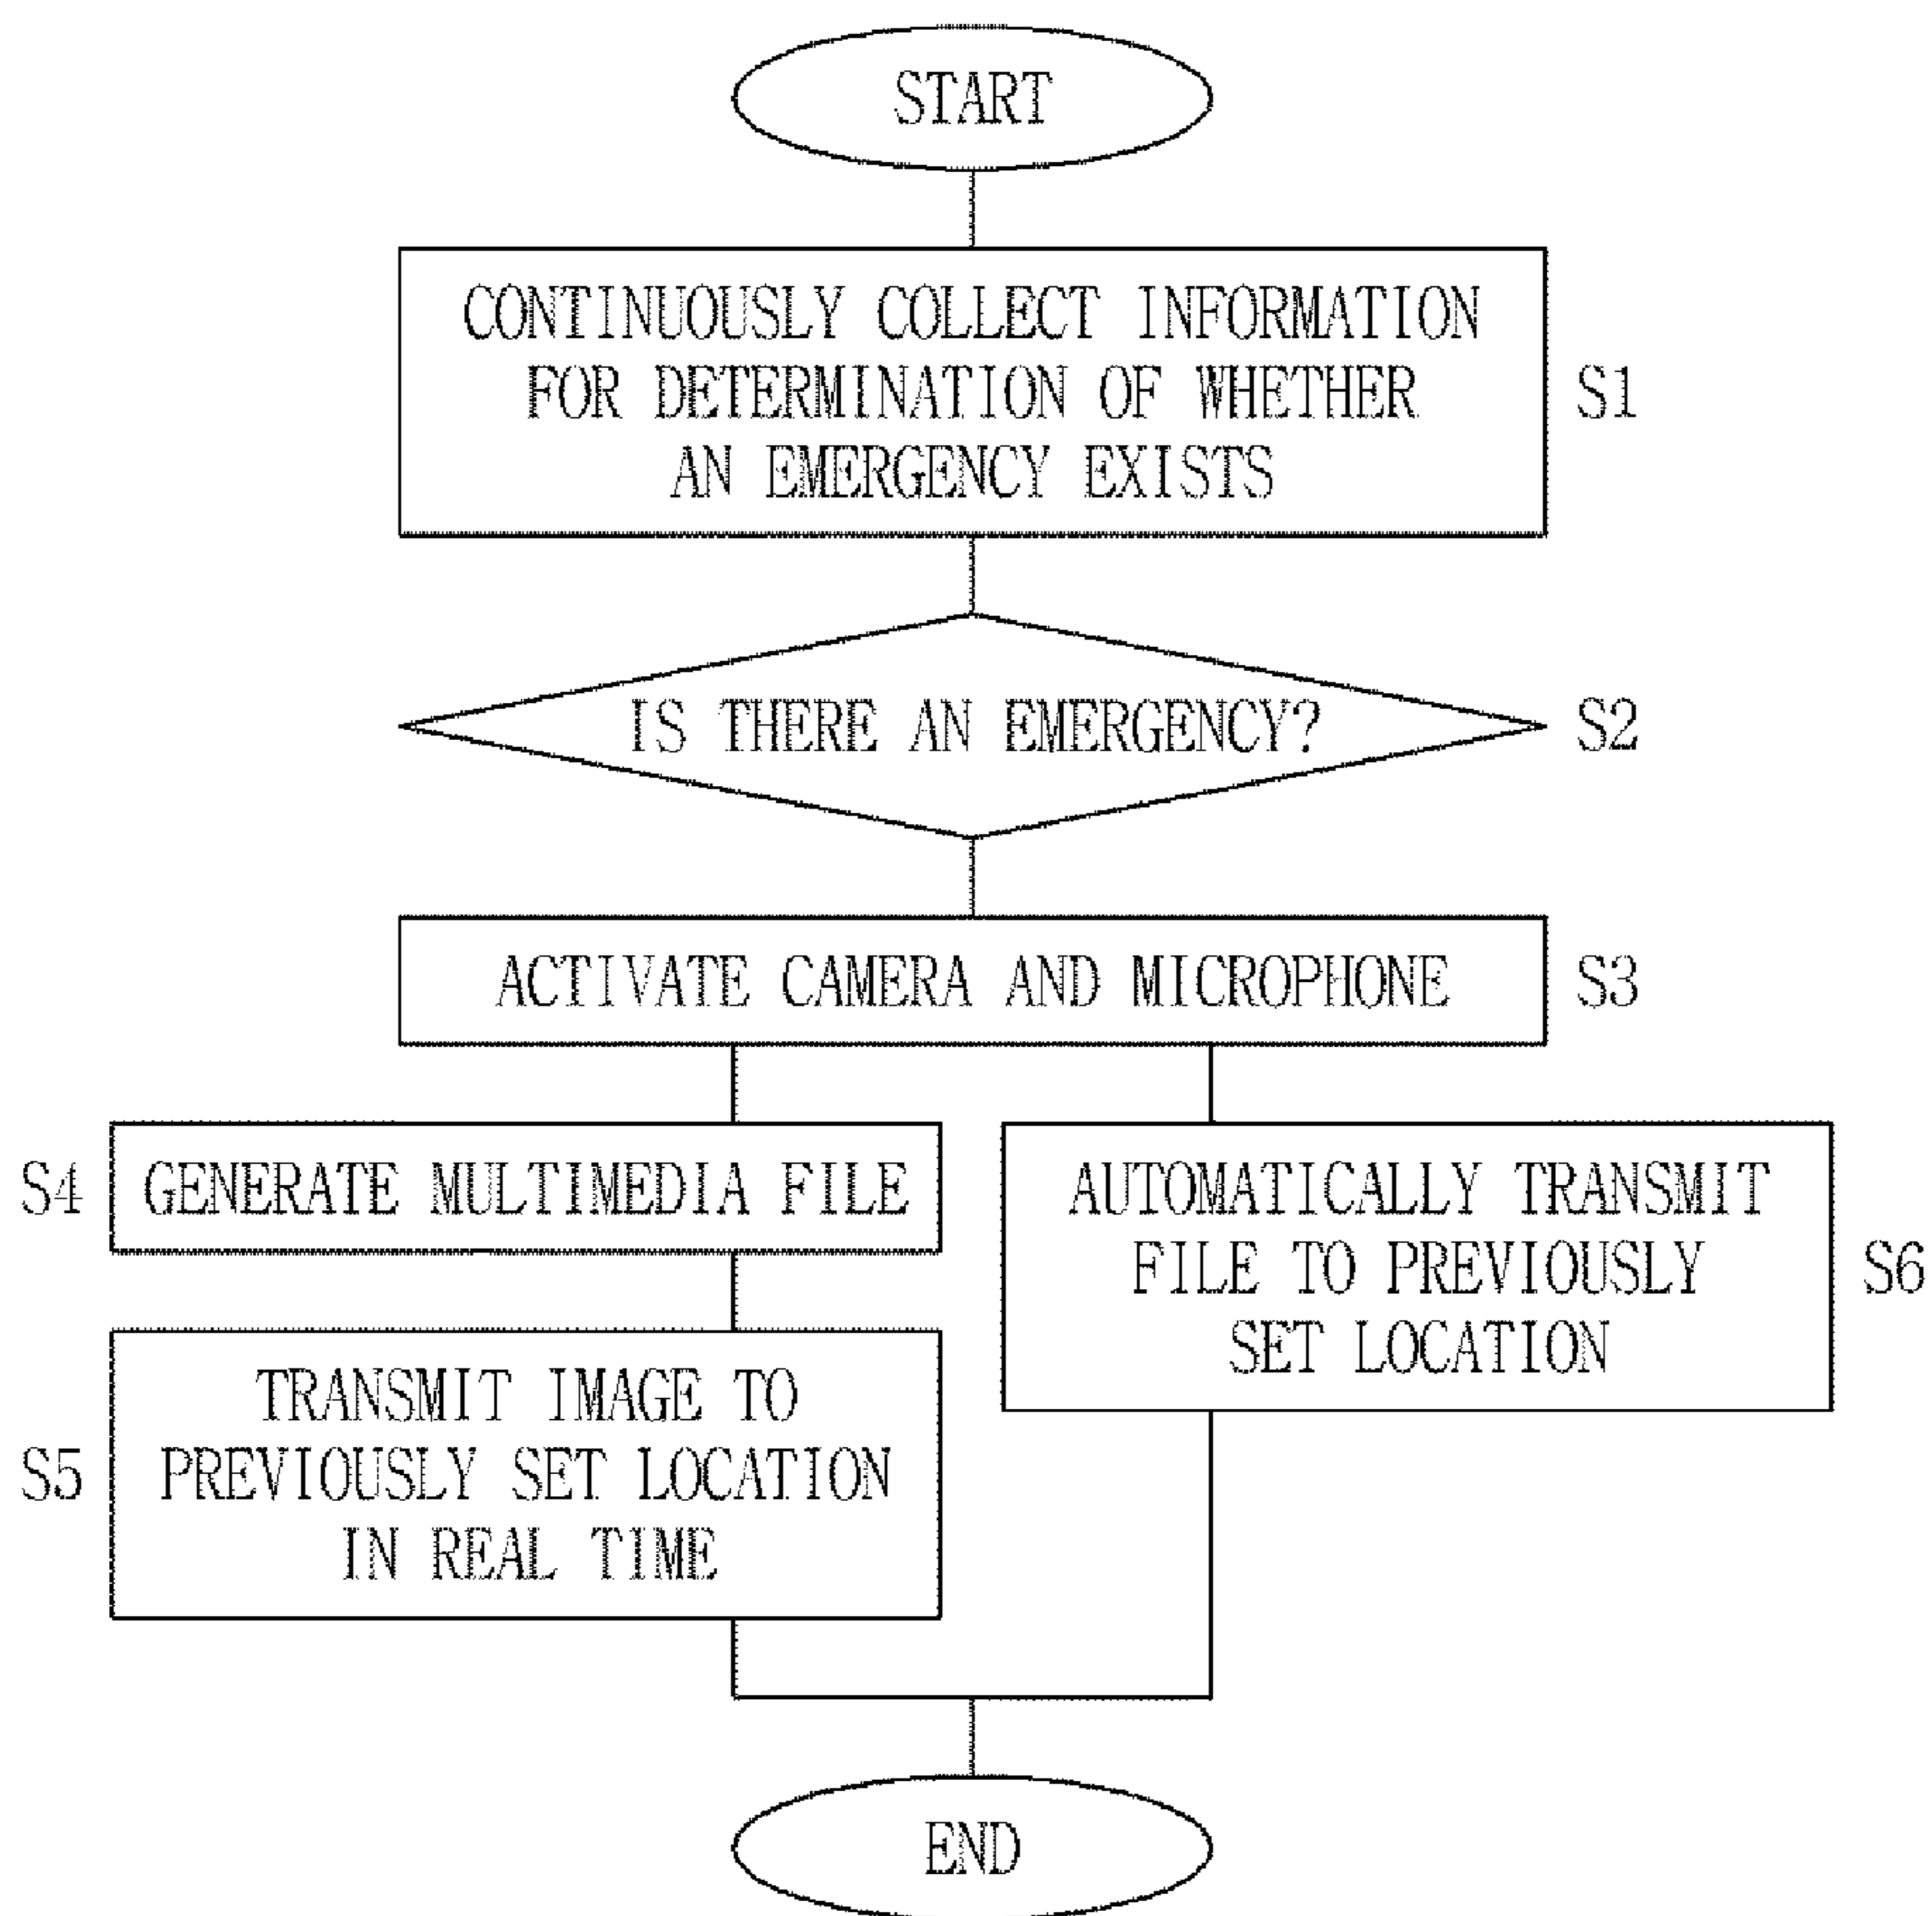 START
CONTINUOUSLY COLLECT INFORMATION
FOR DETERMINATION OF WHETHER
AN EMERGENCY EXISTS
S1
IS THERE AN EMERGENCY?
S2
ACTIVATE CAMERA AND MICROPHONE
S3
S4
GENERATE MULTIMEDIA FILE
S5
TRANSMIT IMAGE TO
PREVIOUSLY SET LOCATION
IN REAL TIME
AUTOMATICALLY TRANSMIT
FILE TO PREVIOUSLY
SET LOCATION
S6
END